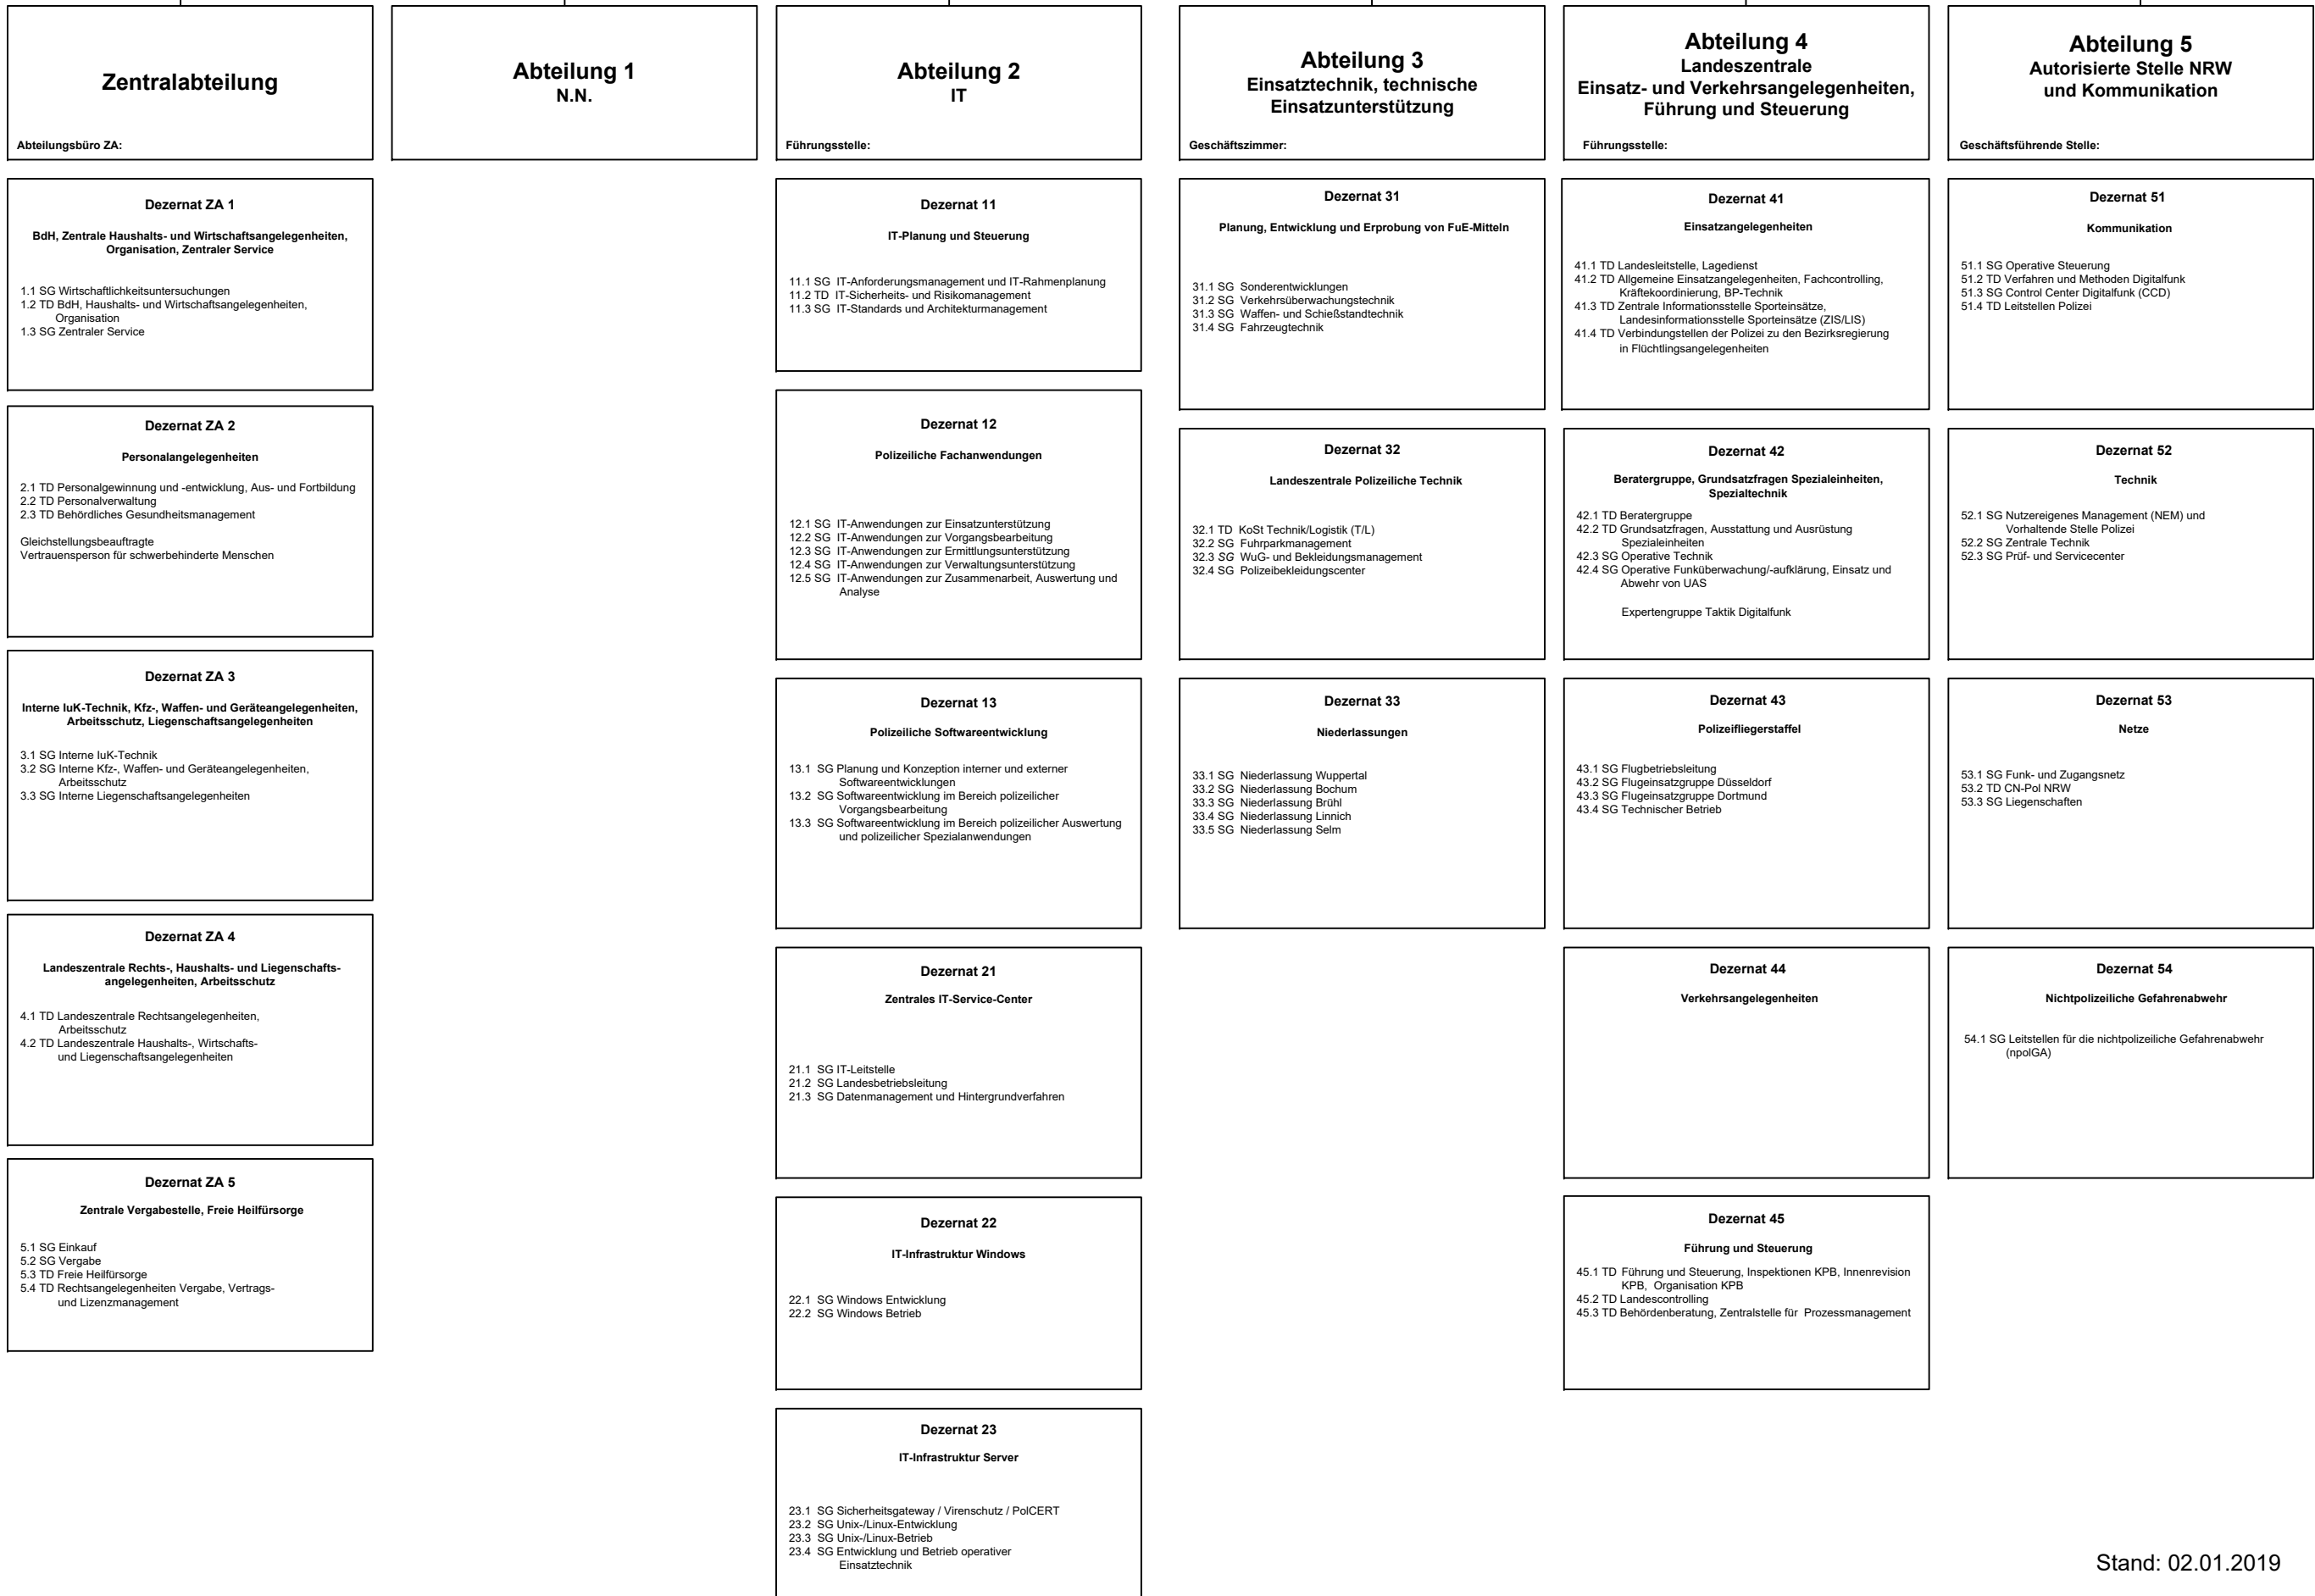 Zentralabteilung
Abteilungsbüro ZA:
Dezernat ZA 1
BdH, Zentrale Haushalts- und Wirtschaftsangelegenheiten,
Organisation, Zentraler Service
1.1 SG Wirtschaftlichkeitsuntersuchungen
1.2 TD BdH, Haushalts- und Wirtschaftsangelegenheiten,
Organisation
1.3 SG Zentraler Service
Dezernat ZA 2
Personalangelegenheiten
2.1 TD Personalgewinnung und -entwicklung, Aus- und Fortbildung
2.2 TD Personalverwaltung
2.3 TD Behördliches Gesundheitsmanagement
Gleichstellungsbeauftragte
Vertrauensperson für schwerbehinderte Menschen
Dezernat ZA 3
Interne IuK-Technik, Kfz-, Waffen- und Geräteangelegenheiten,
Arbeitsschutz, Liegenschaftsangelegenheiten
3.1 SG Interne IuK-Technik
3.2 SG Interne Kfz-, Waffen- und Geräteangelegenheiten,
Arbeitsschutz
3.3 SG Interne Liegenschaftsangelegenheiten
Dezernat ZA 4
Landeszentrale Rechts-, Haushalts- und Liegenschafts-
angelegenheiten, Arbeitsschutz
4.1 TD Landeszentrale Rechtsangelegenheiten,
Arbeitsschutz
4.2 TD Landeszentrale Haushalts-, Wirtschafts-
und Liegenschaftsangelegenheiten
Dezernat ZA 5
Zentrale Vergabestelle, Freie Heilfürsorge
5.1 SG Einkauf
5.2 SG Vergabe
5.3 TD Freie Heilfürsorge
5.4 TD Rechtsangelegenheiten Vergabe, Vertrags-
und Lizenzmanagement
Abteilung 1
N.N.
Abteilung 2
IT
Führungsstelle:
Dezernat 11
IT-Planung und Steuerung
11.1 SG IT-Anforderungsmanagement und IT-Rahmenplanung
11.2 TD IT-Sicherheits- und Risikomanagement
11.3 SG IT-Standards und Architekturmanagement
Dezernat 12
Polizeiliche Fachanwendungen
12.1 SG IT-Anwendungen zur Einsatzunterstützung
12.2 SG IT-Anwendungen zur Vorgangsbearbeitung
12.3 SG IT-Anwendungen zur Ermittlungsunterstützung
12.4 SG IT-Anwendungen zur Verwaltungsunterstützung
12.5 SG IT-Anwendungen zur Zusammenarbeit, Auswertung und
Analyse
Dezernat 13
Polizeiliche Softwareentwicklung
13.1 SG Planung und Konzeption interner und externer
Softwareentwicklungen
13.2 SG Softwareentwicklung im Bereich polizeilicher
Vorgangsbearbeitung
13.3 SG Softwareentwicklung im Bereich polizeilicher Auswertung
und polizeilicher Spezialanwendungen
Dezernat 21
Zentrales IT-Service-Center
21.1 SG IT-Leitstelle
21.2 SG Landesbetriebsleitung
21.3 SG Datenmanagement und Hintergrundverfahren
Dezernat 22
IT-Infrastruktur Windows
22.1 SG Windows Entwicklung
22.2 SG Windows Betrieb
Dezernat 23
IT-Infrastruktur Server
23.1 SG Sicherheitsgateway / Virenschutz / PolCERT
23.2 SG Unix-/Linux-Entwicklung
23.3 SG Unix-/Linux-Betrieb
23.4 SG Entwicklung und Betrieb operativer
Einsatztechnik
Abteilung 3
Einsatztechnik, technische
Einsatzunterstützung
Geschäftszimmer:
Dezernat 31
Planung, Entwicklung und Erprobung von FuE-Mitteln
31.1 SG Sonderentwicklungen
31.2 SG Verkehrsüberwachungstechnik
31.3 SG Waffen- und Schießstandtechnik
31.4 SG Fahrzeugtechnik
Dezernat 32
Landeszentrale Polizeiliche Technik
32.1 TD KoSt Technik/Logistik (T/L)
32.2 SG Fuhrparkmanagement
32.3 SG WuG- und Bekleidungsmanagement
32.4 SG Polizeibekleidungscenter
Dezernat 33
Niederlassungen
33.1 SG Niederlassung Wuppertal
33.2 SG Niederlassung Bochum
33.3 SG Niederlassung Brühl
33.4 SG Niederlassung Linnich
33.5 SG Niederlassung Selm
Abteilung 4
Landeszentrale
Einsatz- und Verkehrsangelegenheiten,
Führung und Steuerung
Führungsstelle:
Dezernat 41
Einsatzangelegenheiten
41.1 TD Landesleitstelle, Lagedienst
41.2 TD Allgemeine Einsatzangelegenheiten, Fachcontrolling,
Kräftekoordinierung, BP-Technik
41.3 TD Zentrale Informationsstelle Sporteinsätze,
Landesinformationsstelle Sporteinsätze (ZIS/LIS)
41.4 TD Verbindungstellen der Polizei zu den Bezirksregierung
in Flüchtlingsangelegenheiten
Dezernat 42
Beratergruppe, Grundsatzfragen Spezialeinheiten,
Spezialtechnik
42.1 TD Beratergruppe
42.2 TD Grundsatzfragen, Ausstattung und Ausrüstung
Spezialeinheiten
42.3 SG Operative Technik
42.4 SG Operative Funküberwachung/-aufklärung, Einsatz und
Abwehr von UAS
Expertengruppe Taktik Digitalfunk
Dezernat 43
Polizeifliegerstaffel
43.1 SG Flugbetriebsleitung
43.2 SG Flugeinsatzgruppe Düsseldorf
43.3 SG Flugeinsatzgruppe Dortmund
43.4 SG Technischer Betrieb
Dezernat 44
Verkehrsangelegenheiten
Dezernat 45
Führung und Steuerung
45.1 TD Führung und Steuerung, Inspektionen KPB, Innenrevision
KPB, Organisation KPB
45.2 TD Landescontrolling
45.3 TD Behördenberatung, Zentralstelle für Prozessmanagement
Abteilung 5
Autorisierte Stelle NRW
und Kommunikation
Geschäftsführende Stelle:
Dezernat 51
Kommunikation
51.1 SG Operative Steuerung
51.2 TD Verfahren und Methoden Digitalfunk
51.3 SG Control Center Digitalfunk (CCD)
51.4 TD Leitstellen Polizei
Dezernat 52
Technik
52.1 SG Nutzereigenes Management (NEM) und
Vorhaltende Stelle Polizei
52.2 SG Zentrale Technik
52.3 SG Prüf- und Servicecenter
Dezernat 53
Netze
53.1 SG Funk- und Zugangsnetz
53.2 TD CN-Pol NRW
53.3 SG Liegenschaften
Dezernat 54
Nichtpolizeiliche Gefahrenabwehr
54.1 SG Leitstellen für die nichtpolizeiliche Gefahrenabwehr
(npolGA)
Stand: 02.01.2019